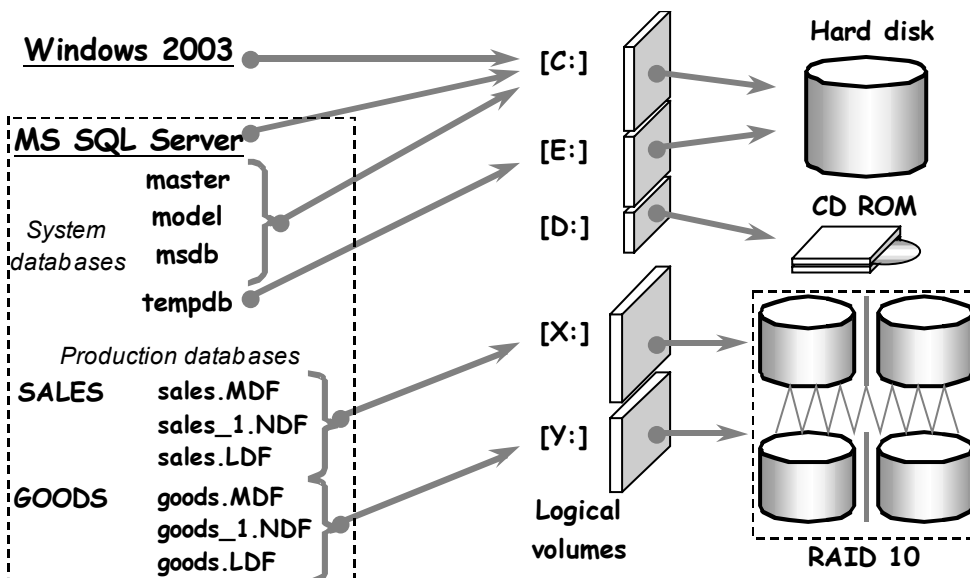 Windows 2003
MS SQL Server
master
model
msdb
System
databases
tempdb
Production databases
SALES
sales.MDF
sales_1.NDF
sales.LDF
GOODS
goods.MDF
goods_1.NDF
goods.LDF
[C:]
[E:]
[D:]
[X:]
[Y:]
Logical
volumes
Hard disk
CD ROM
RAID 10